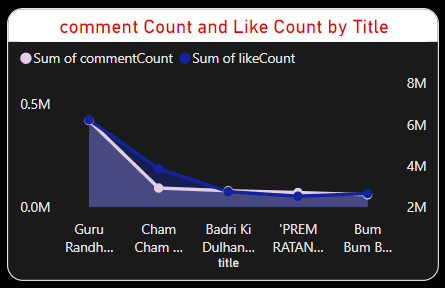 comment Count and Like Count by Title
Sum of commentCount Sum of likeCount
8M
0.5M
6M
4M
0.0M
2M
Guru Cham Badri Ki 'PREM Bum
Randh... Cham ... Dulhan... RATAN... Bum B...
title